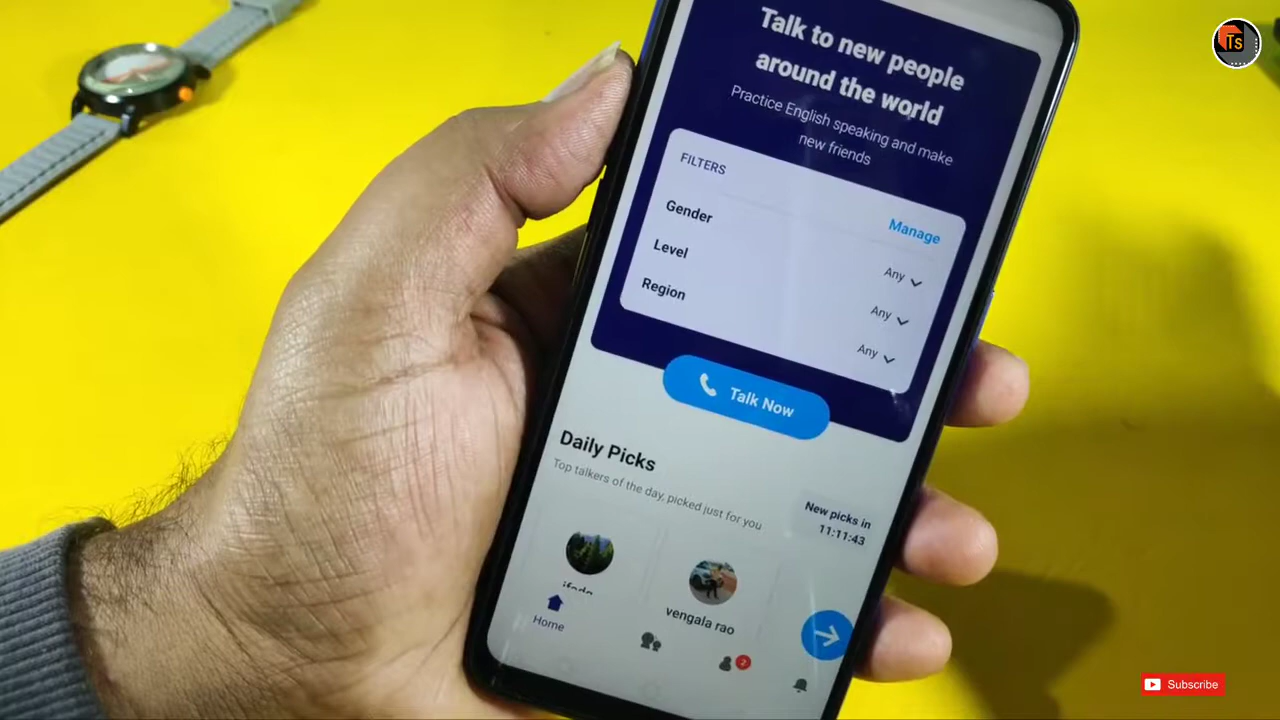 Ts
Talk to new people
around the world
Practice English speaking and make
new friends
FILTERS
Manage
Gender
Any
Level
Any
Region
Any
Talk Now
Daily Picks
Top talkers of the day, picked just for you
New picks in
11:11:43
vengala rao
Home
2
Subscribe